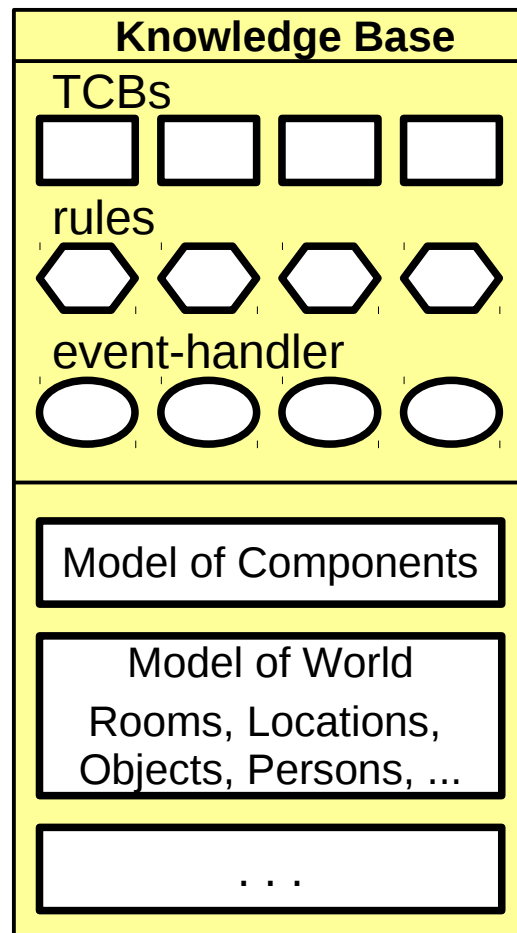 Knowledge Base
TCBs
rules
event-handler
Model of Components
Model of World
Rooms, Locations,
Objects, Persons, ...
. . .